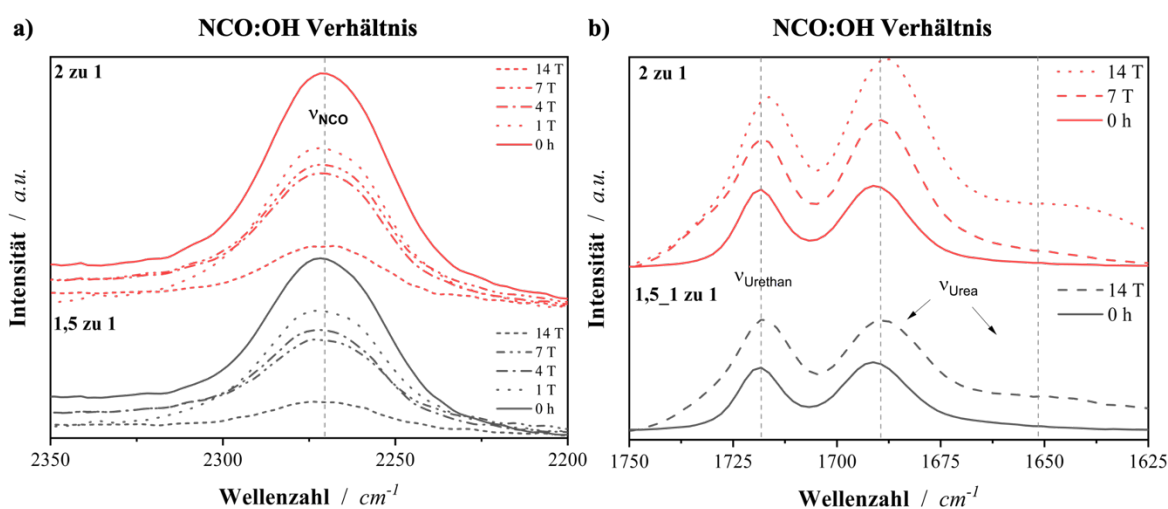 a)
NCO:OH Verhältnis
2 zu 1
14 T
7 T
4 T
1 T
0 h
νNCO
1,5 zu 1
14 T
7 T
4 T
1 T
0 h
Intensität / a.u.
2350
2300
2250
2200
Wellenzahl / cm-1
b)
NCO:OH Verhältnis
2 zu 1
14 T
7 T
0 h
νUrethan
νUrea
1,5_1 zu 1
14 T
0 h
Intensität / a.u.
1750
1725
1700
1675
1650
1625
Wellenzahl / cm-1